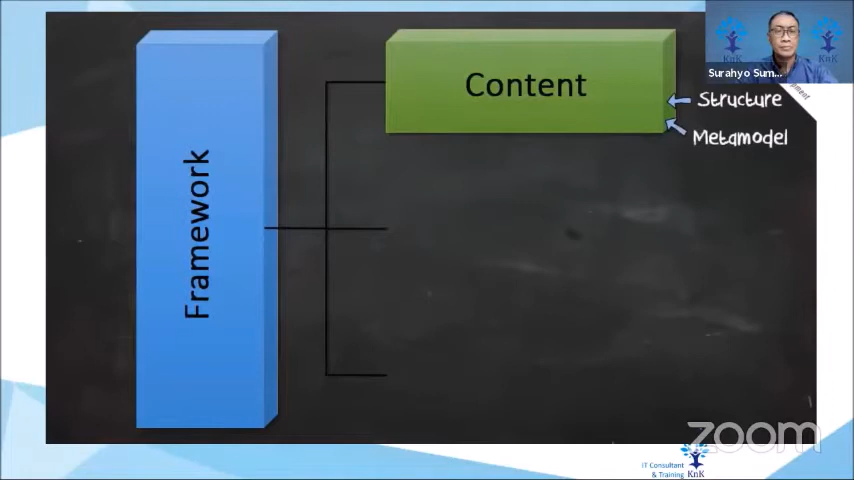 Framework
Content
Structure
Metamodel
KnK
KnK
Surahyo Sum...
zoom
IT Consultant
& Training
KnK